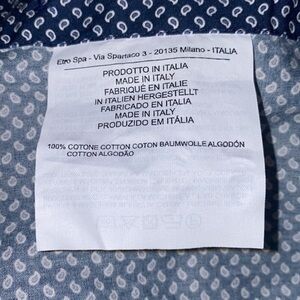 Etro Spa - Via Spartaco 3 - 20135 Milano - ITALIA
PRODOTTO IN ITALIA
MADE IN ITALY
FABRIQUÉ EN ITALIE
IN ITALIEN HERGESTELLT
FABRICADO EN ITALIA
MADE IN ITALY
PRODUZIDO EM ITÁLIA
100% COTONE COTTON COTON BAUMWOLLE ALGODÓN
COTTON ALGODÃO